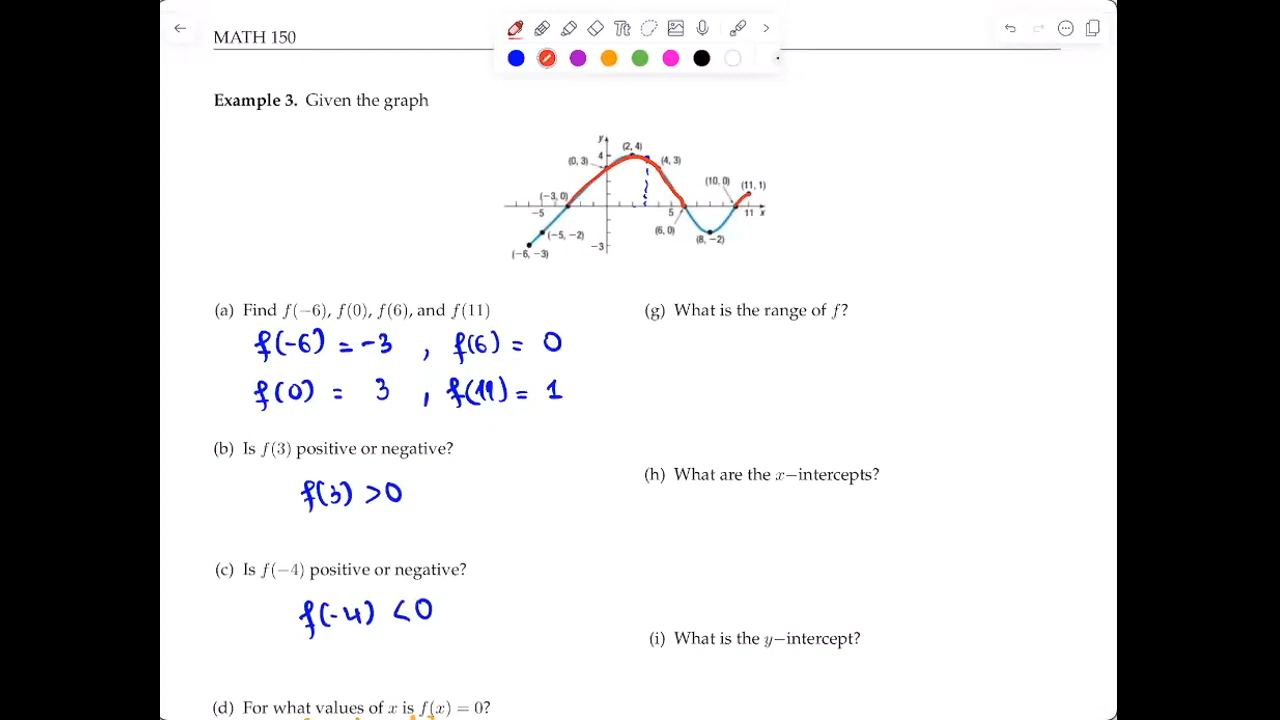 Tt
MATH 150
Example 3. Given the graph
y
(2, 4)
4
(0, 3)
(4, 3)
(10, 0)
(11, 1)
(−3, 0)
−5
5
11 x
(−5, −2)
(6, 0)
(8, −2)
−3
(−6, −3)
(a) Find f(−6), f(0), f(6), and f(11)
f(-6) = -3 , f(6) = 0
f(0) = 3 , f(11) = 1
(b) Is f(3) positive or negative?
f(3) >0
(c) Is f(−4) positive or negative?
f(-4) <0
(d) For what values of x is f(x) = 0?
(g) What is the range of f?
(h) What are the x−intercepts?
(i) What is the y−intercept?